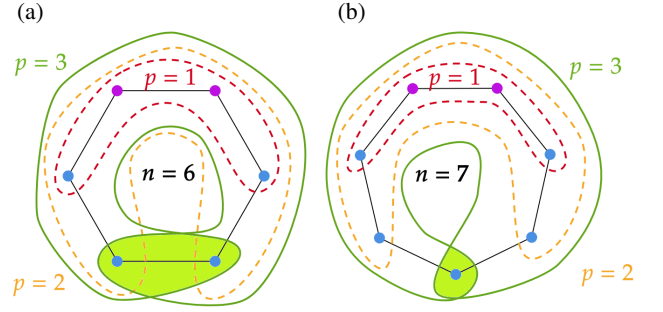 (a)
(b)
p = 3
p = 1
n = 6
p = 2
p = 1
p = 3
n = 7
p = 2